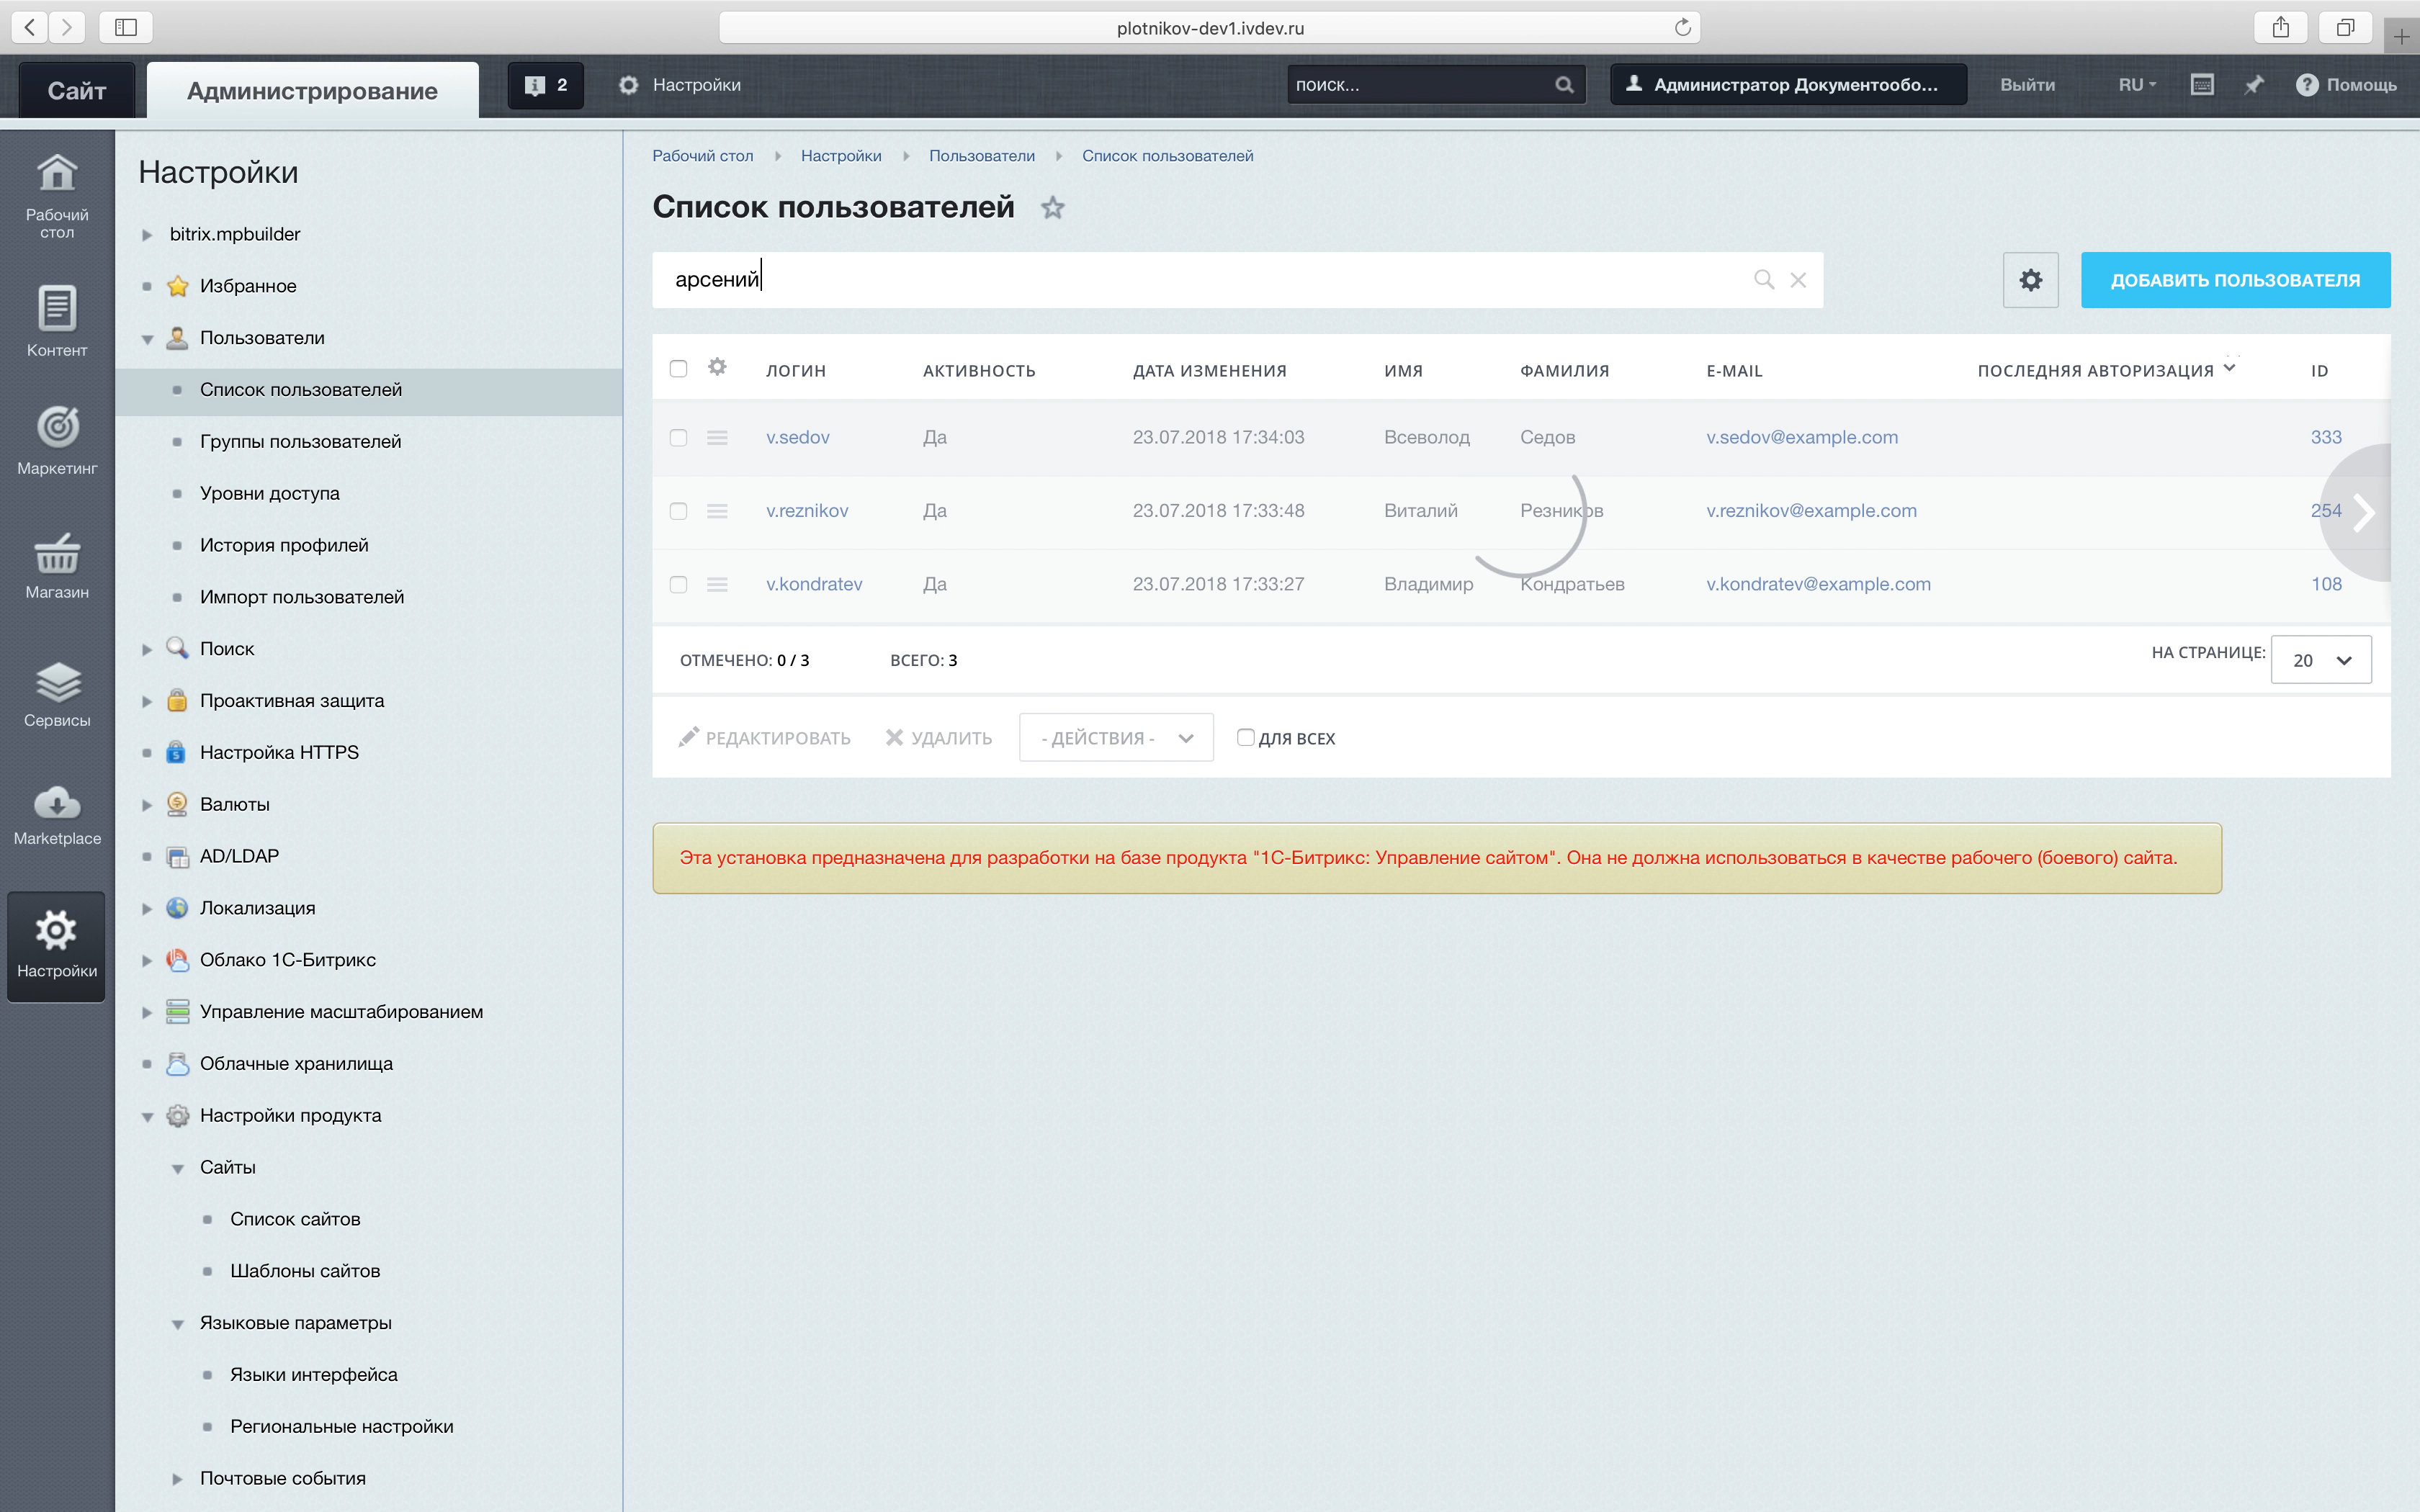 plotnikov-dev1.ivdev.ru
Сайт
Администрирование
2
Настройки
поиск...
Администратор Документообо...
Выйти
RU
Помощь
Рабочий
стол
Контент
Маркетинг
Магазин
Сервисы
Marketplace
Настройки
Настройки
bitrix.mpbuilder
Избранное
Пользователи
Список пользователей
Группы пользователей
Уровни доступа
История профилей
Импорт пользователей
Поиск
Проактивная защита
Настройка HTTPS
Валюты
AD/LDAP
Локализация
Облако 1С-Битрикс
Управление масштабированием
Облачные хранилища
Настройки продукта
Сайты
Список сайтов
Шаблоны сайтов
Языковые параметры
Языки интерфейса
Региональные настройки
Почтовые события
Рабочий стол Настройки Пользователи Список пользователей
Список пользователей
арсений
ДОБАВИТЬ ПОЛЬЗОВАТЕЛЯ
ЛОГИН АКТИВНОСТЬ ДАТА ИЗМЕНЕНИЯ ИМЯ ФАМИЛИЯ E-MAIL ПОСЛЕДНЯЯ АВТОРИЗАЦИЯ ID
v.sedov Да 23.07.2018 17:34:03 Всеволод Седов v.sedov@example.com 333
v.reznikov Да 23.07.2018 17:33:48 Виталий Резников v.reznikov@example.com 254
v.kondratev Да 23.07.2018 17:33:27 Владимир Кондратьев v.kondratev@example.com 108
ОТМЕЧЕНО: 0 / 3 ВСЕГО: 3 НА СТРАНИЦЕ: 20
РЕДАКТИРОВАТЬ УДАЛИТЬ - ДЕЙСТВИЯ - ДЛЯ ВСЕХ
Эта установка предназначена для разработки на базе продукта "1С-Битрикс: Управление сайтом". Она не должна использоваться в качестве рабочего (боевого) сайта.